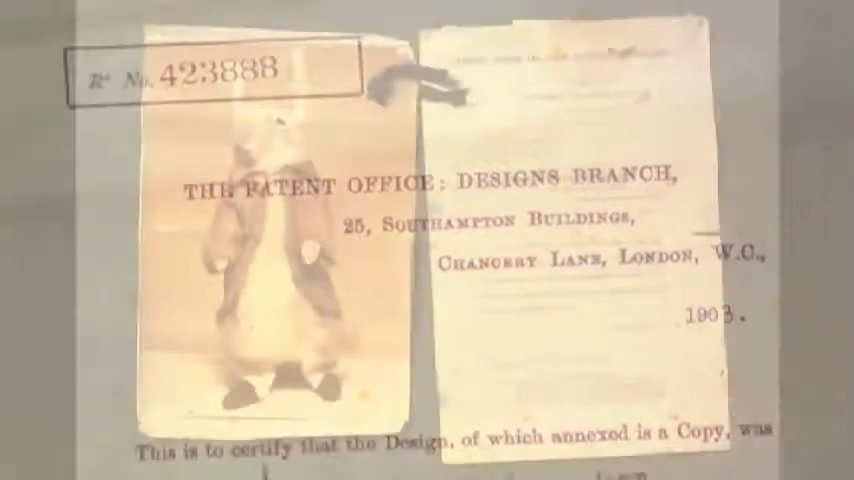 Rd No. 423888
THE PATENT OFFICE: DESIGNS BRANCH,
25, SOUTHAMPTON BUILDINGS,
CHANCERY LANE, LONDON, W.C.,
1903.
This is to certify that the Design, of which annexed is a Copy, was